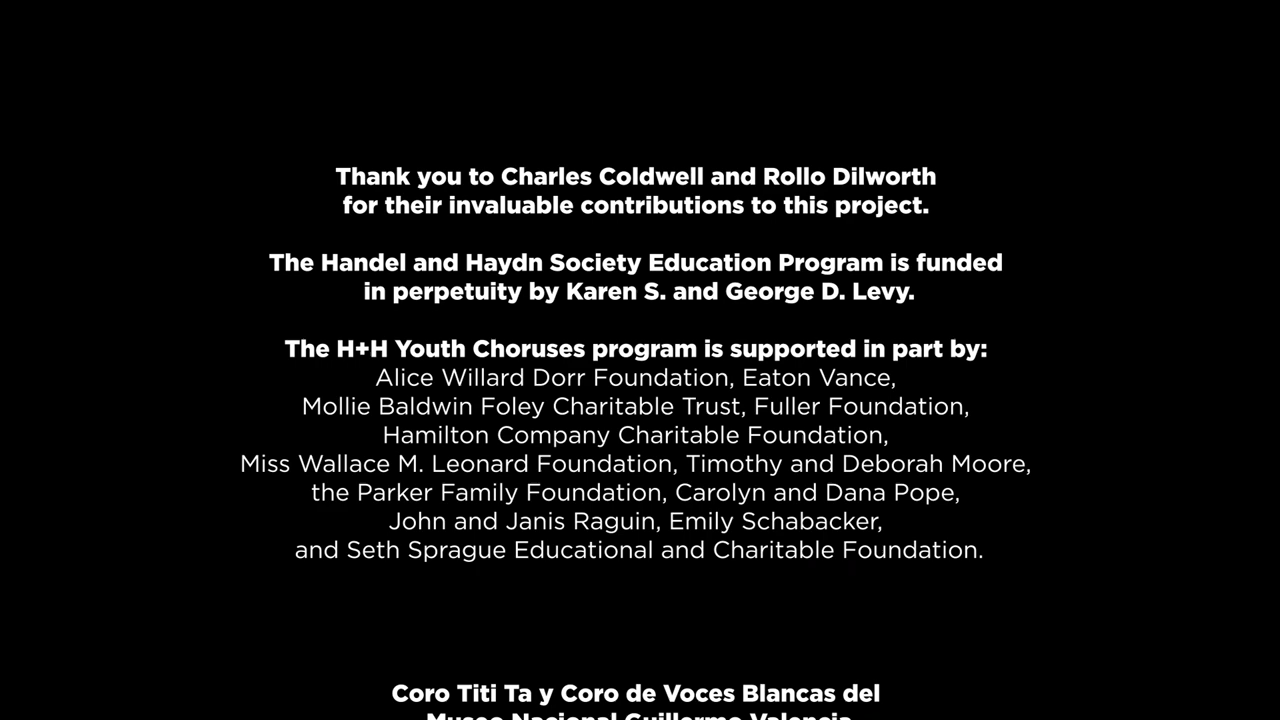 Thank you to Charles Coldwell and Rollo Dilworth
for their invaluable contributions to this project.
The Handel and Haydn Society Education Program is funded
in perpetuity by Karen S. and George D. Levy.
The H+H Youth Choruses program is supported in part by:
Alice Willard Dorr Foundation, Eaton Vance,
Mollie Baldwin Foley Charitable Trust, Fuller Foundation,
Hamilton Company Charitable Foundation,
Miss Wallace M. Leonard Foundation, Timothy and Deborah Moore,
the Parker Family Foundation, Carolyn and Dana Pope,
John and Janis Raguin, Emily Schabacker,
and Seth Sprague Educational and Charitable Foundation.
Coro Titi Ta y Coro de Voces Blancas del
Museo Nacional Guillermo Valencia